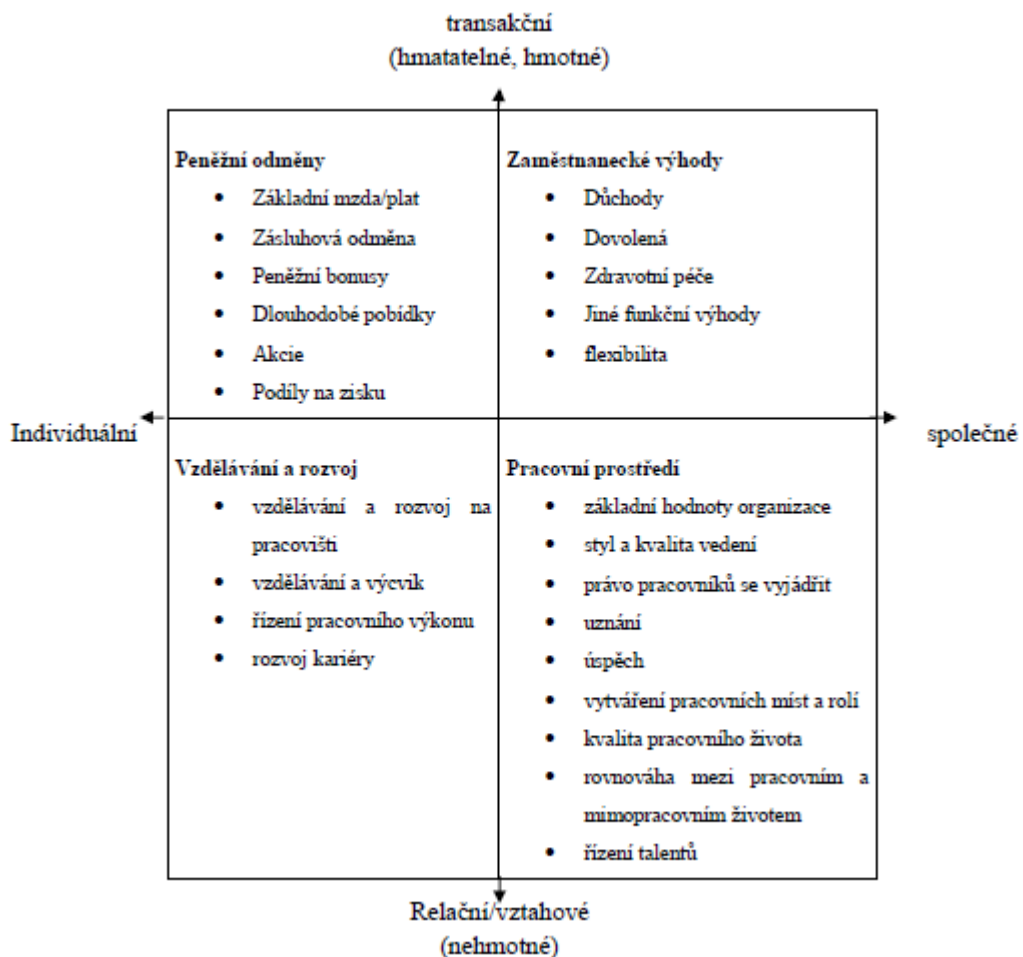 transakční
(hmatatelné, hmotné)
Peněžní odměny
• Základní mzda/plat
• Zásluhová odměna
• Peněžní bonusy
• Dlouhodobé pobídky
• Akcie
• Podíly na zisku
Zaměstnanecké výhody
• Důchody
• Dovolená
• Zdravotní péče
• Jiné funkční výhody
• flexibilita
Individuální
společné
Vzdělávání a rozvoj
• vzdělávání a rozvoj na
pracovišti
• vzdělávání a výcvik
• řízení pracovního výkonu
• rozvoj kariéry
Pracovní prostředí
• základní hodnoty organizace
• styl a kvalita vedení
• právo pracovníků se vyjádřit
• uznání
• úspěch
• vytváření pracovních míst a rolí
• kvalita pracovního života
• rovnováha mezi pracovním a
mimopracovním životem
• řízení talentů
Relační/vztahové
(nehmotné)